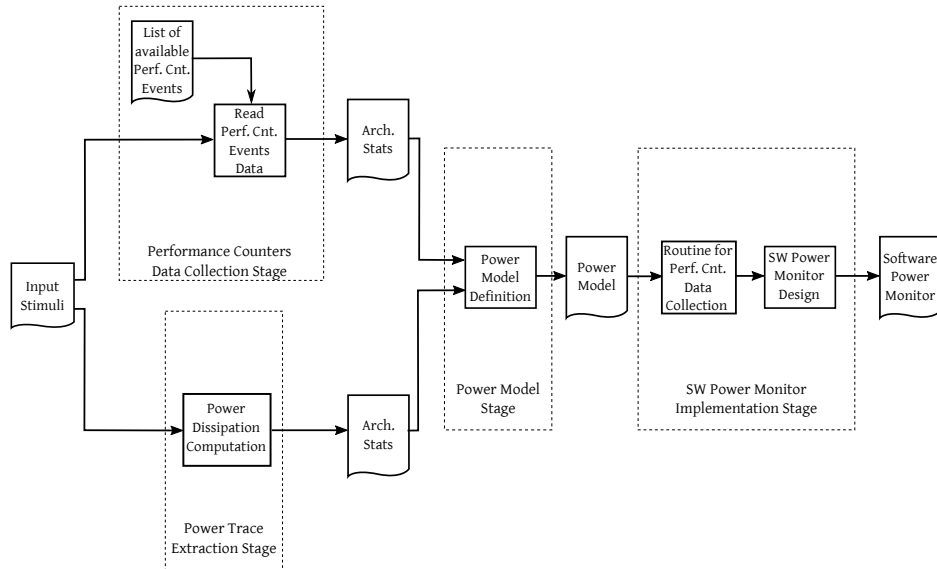 List of
available
Perf. Cnt.
Events
Read
Perf. Cnt.
Events
Data
Arch.
Stats
Performance Counters
Data Collection Stage
Input
Stimuli
Power
Dissipation
Computation
Power Trace
Extraction Stage
Arch.
Stats
Power
Model
Definition
Power Model
Stage
Power
Model
Routine for
Perf. Cnt.
Data
Collection
SW Power
Monitor
Design
SW Power Monitor
Implementation Stage
Software
Power
Monitor